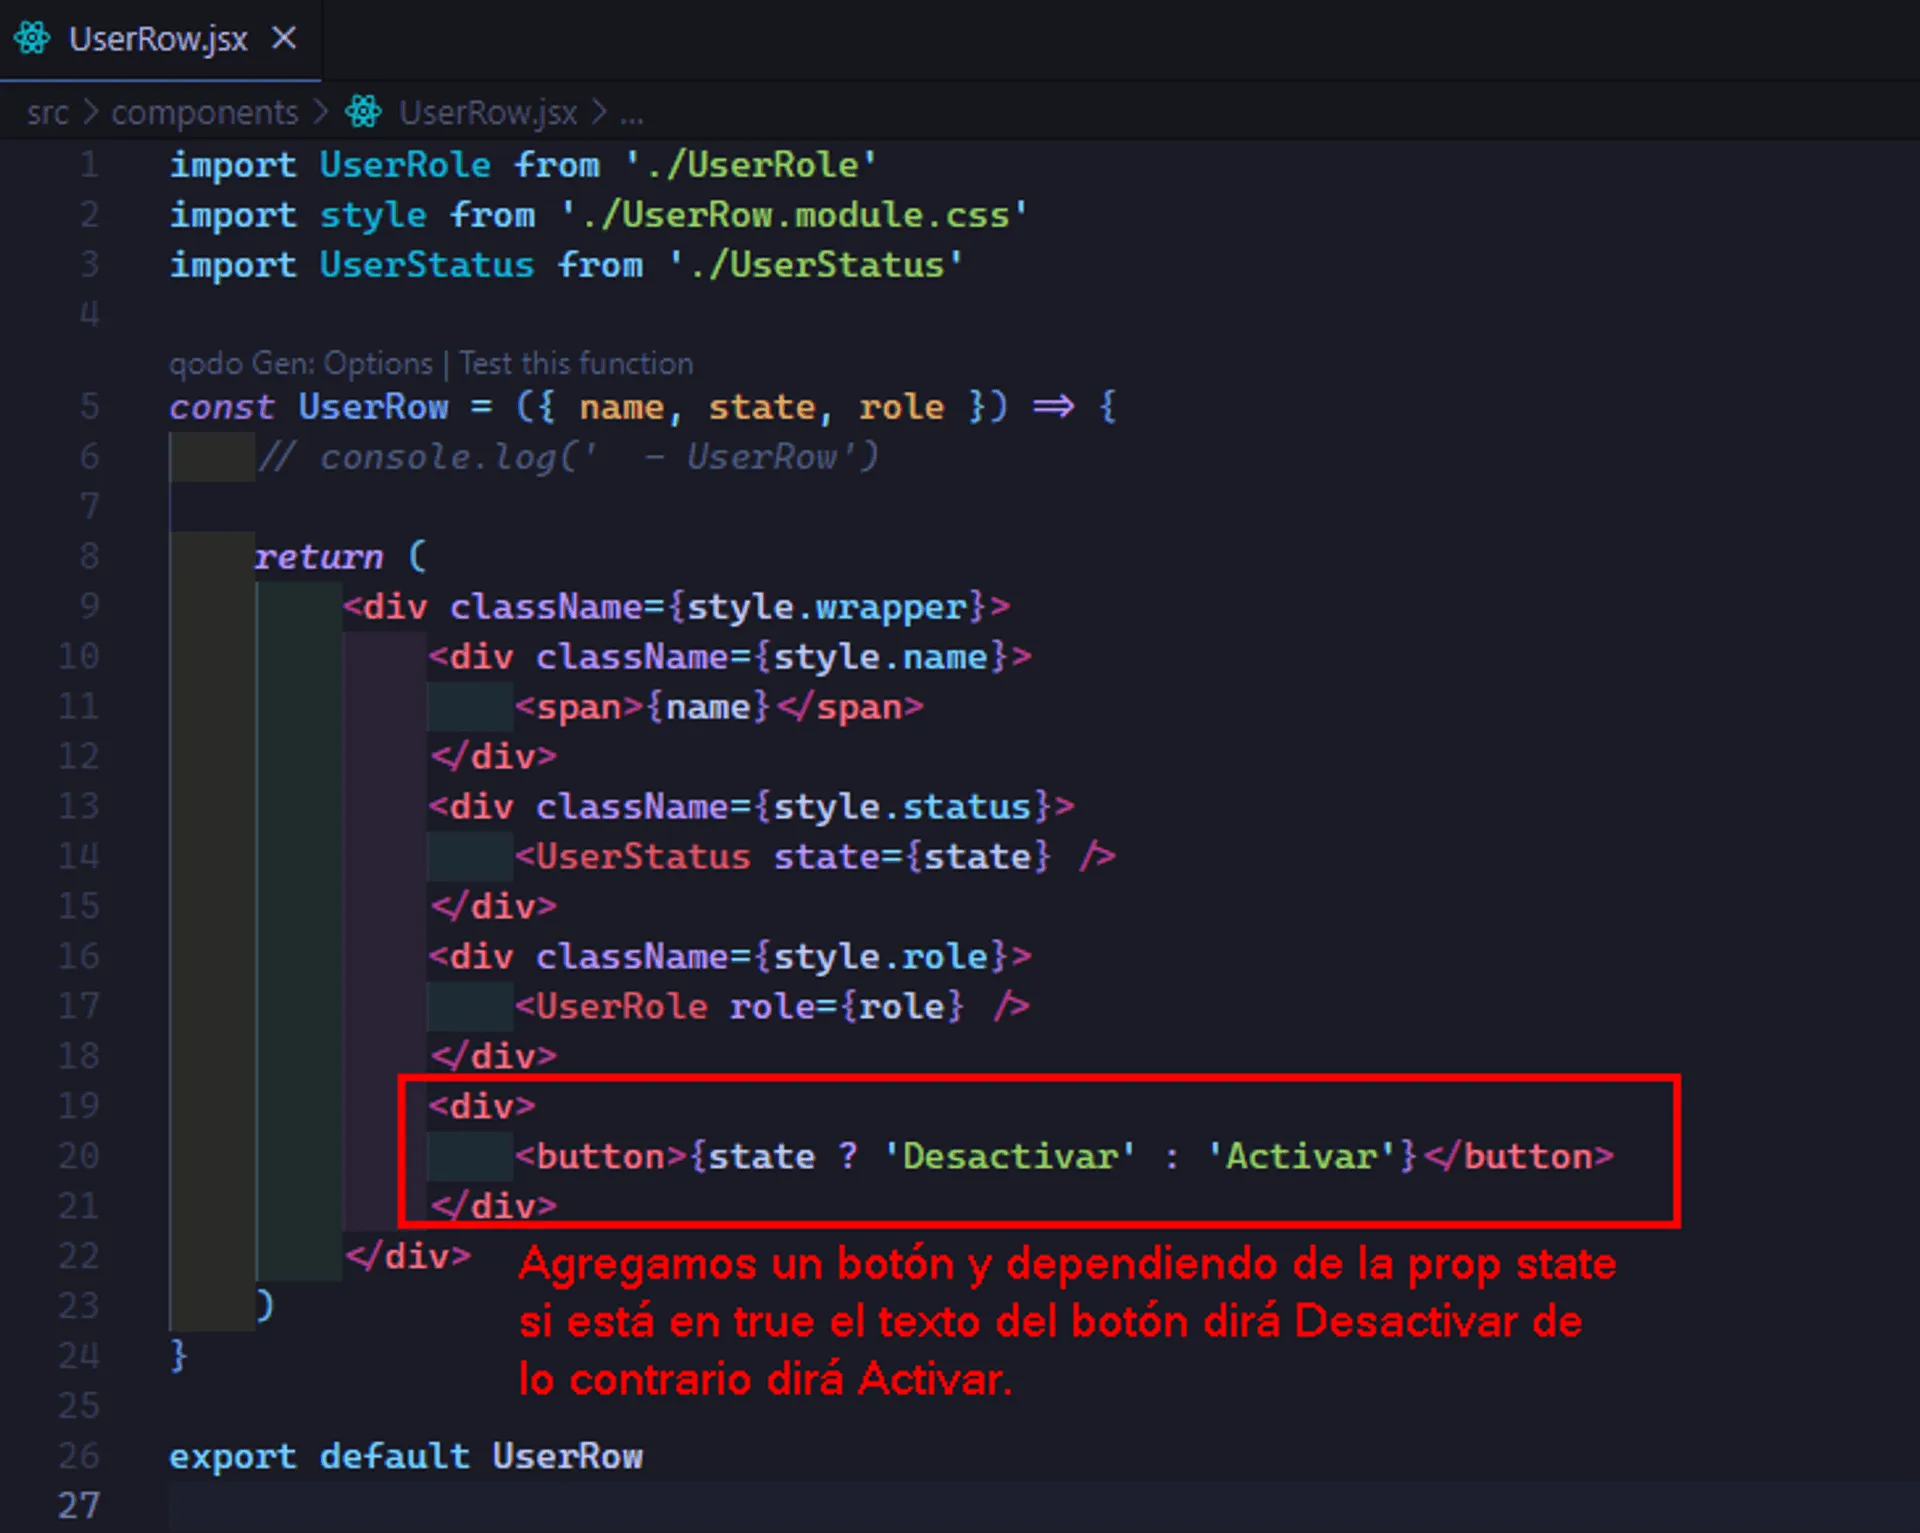 UserRow.jsx ×
src > components > UserRow.jsx > ...
1 import UserRole from './UserRole'
2 import style from './UserRow.module.css'
3 import UserStatus from './UserStatus'
4
qodo Gen: Options | Test this function
5 const UserRow = ({ name, state, role }) => {
6     // console.log('  - UserRow')
7
8     return (
9         <div className={style.wrapper}>
10             <div className={style.name}>
11                 <span>{name}</span>
12             </div>
13             <div className={style.status}>
14                 <UserStatus state={state} />
15             </div>
16             <div className={style.role}>
17                 <UserRole role={role} />
18             </div>
19             <div>
20                 <button>{state ? 'Desactivar' : 'Activar'}</button>
21             </div>
22         </div>
Agregamos un botón y dependiendo de la prop state
si está en true el texto del botón dirá Desactivar de
lo contrario dirá Activar.
23     )
24 }
25
26 export default UserRow
27